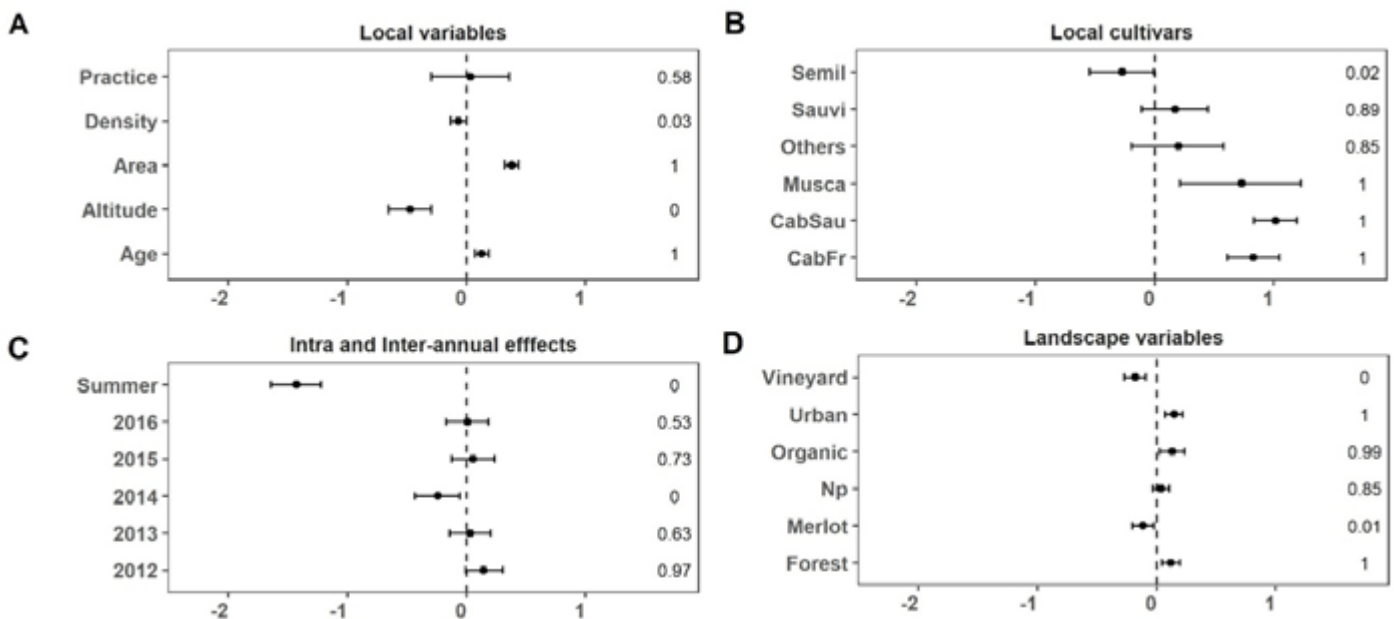 A
Local variables
Practice 0.58
Density 0.03
Area 1
Altitude 0
Age 1
-2 -1 0 1
B
Local cultivars
Semil 0.02
Sauvi 0.89
Others 0.85
Musca 1
CabSau 1
CabFr 1
-2 -1 0 1
C
Intra and Inter-annual efffects
Summer 0
2016 0.53
2015 0.73
2014 0
2013 0.63
2012 0.97
-2 -1 0 1
D
Landscape variables
Vineyard 0
Urban 1
Organic 0.99
Np 0.85
Merlot 0.01
Forest 1
-2 -1 0 1